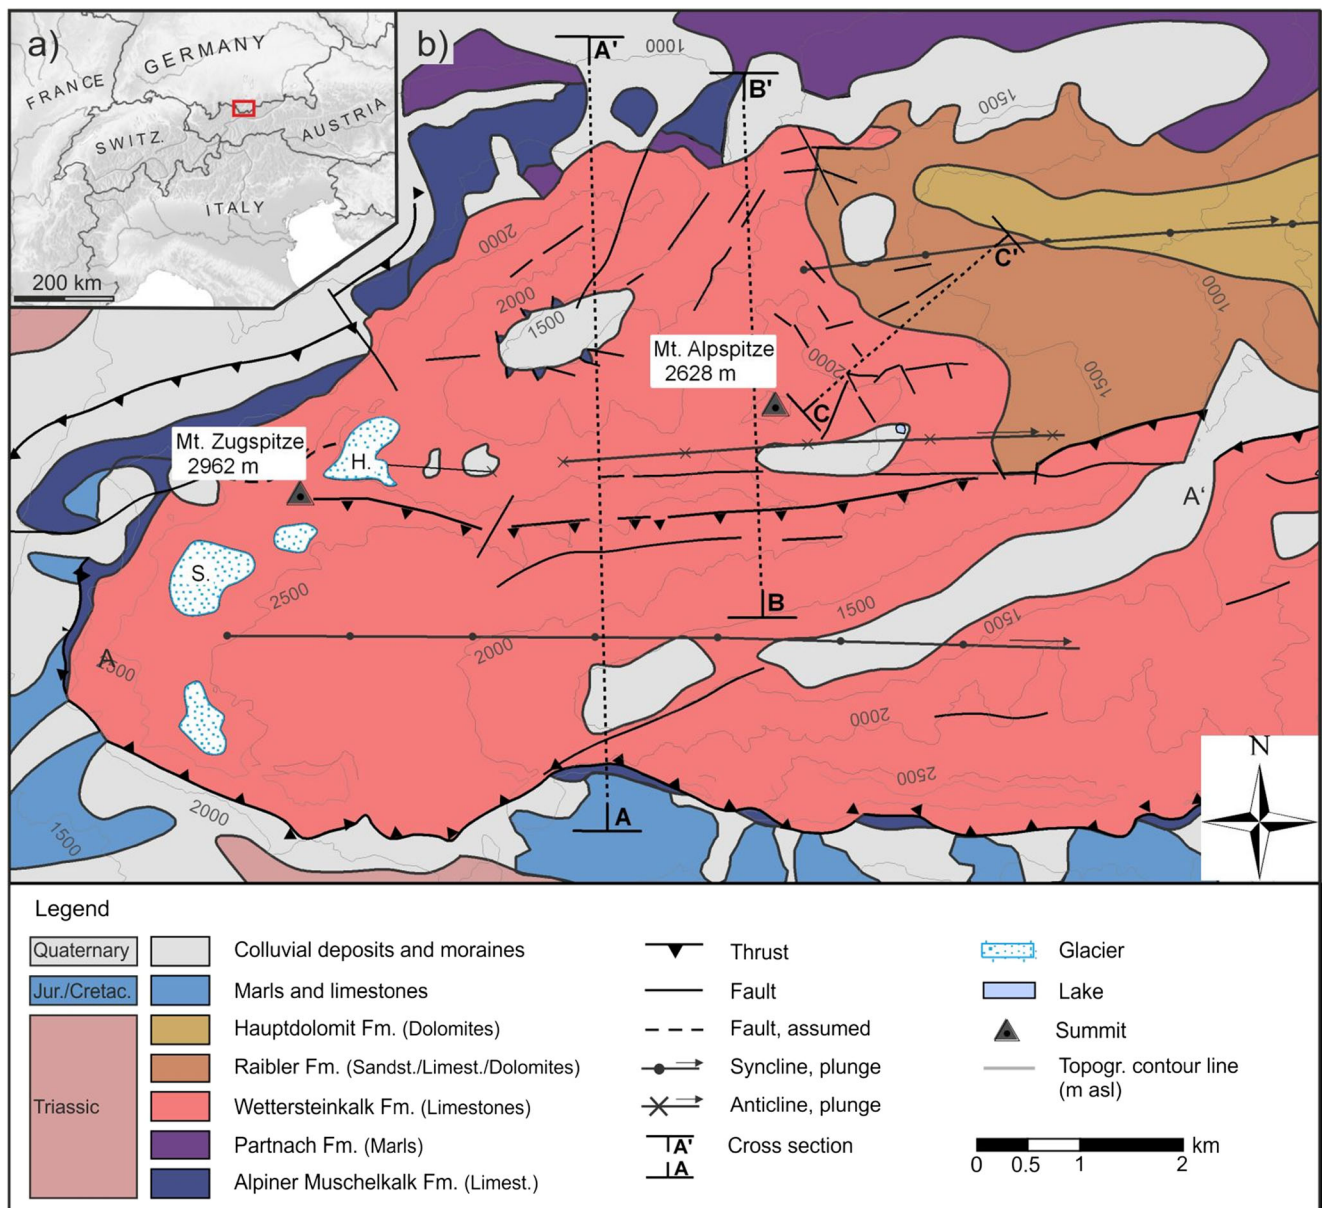 a)
GERMANY
FRANCE
SWITZ.
AUSTRIA
ITALY
200 km
b)
A'
1000
B'
1500
2000
2000
1500
C'
1000
Mt. Alpspitze
2628 m
2000
1500
C
Mt. Zugspitze
2962 m
H.
A'
S.
2500
B
1500
1500
2000
A
2500
2000
2500
N
2000
1500
A
Legend
Quaternary
Colluvial deposits and moraines
Jur./Cretac.
Marls and limestones
Triassic
Hauptdolomit Fm. (Dolomites)
Raibler Fm. (Sandst./Limest./Dolomites)
Wettersteinkalk Fm. (Limestones)
Partnach Fm. (Marls)
Alpiner Muschelkalk Fm. (Limest.)
Thrust
Fault
Fault, assumed
Syncline, plunge
Anticline, plunge
A'
A
Cross section
Glacier
Lake
Summit
Topogr. contour line
(m asl)
km
0 0.5 1 2